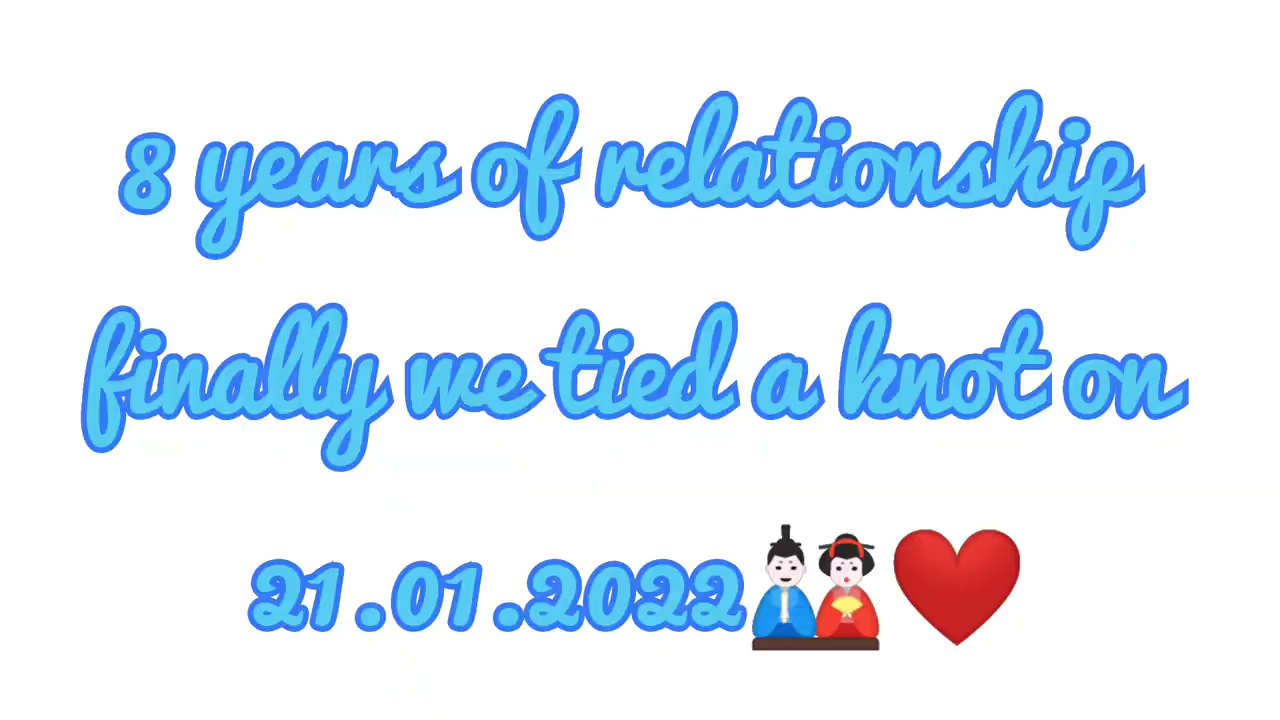 8 years of relationship
finally we tied a knot on
21.01.2022🎎❤️